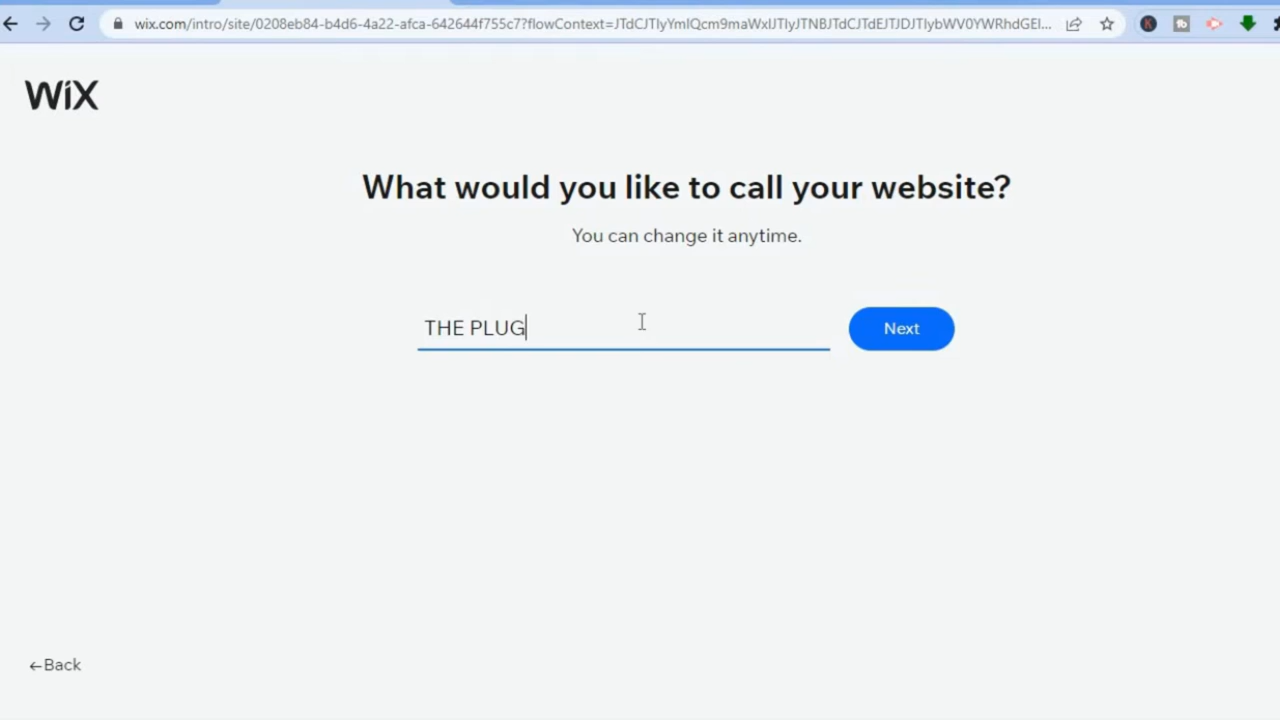 wix.com/intro/site/0208eb84-b4d6-4a22-afca-642644f755c7?flowContext=JTdCJTIyYmlQcm9maWxlJTIyJTNBJTdCJTdEJTJDJTIybWV0YWRhdGEl...
WiX
What would you like to call your website?
You can change it anytime.
THE PLUG
Next
←Back